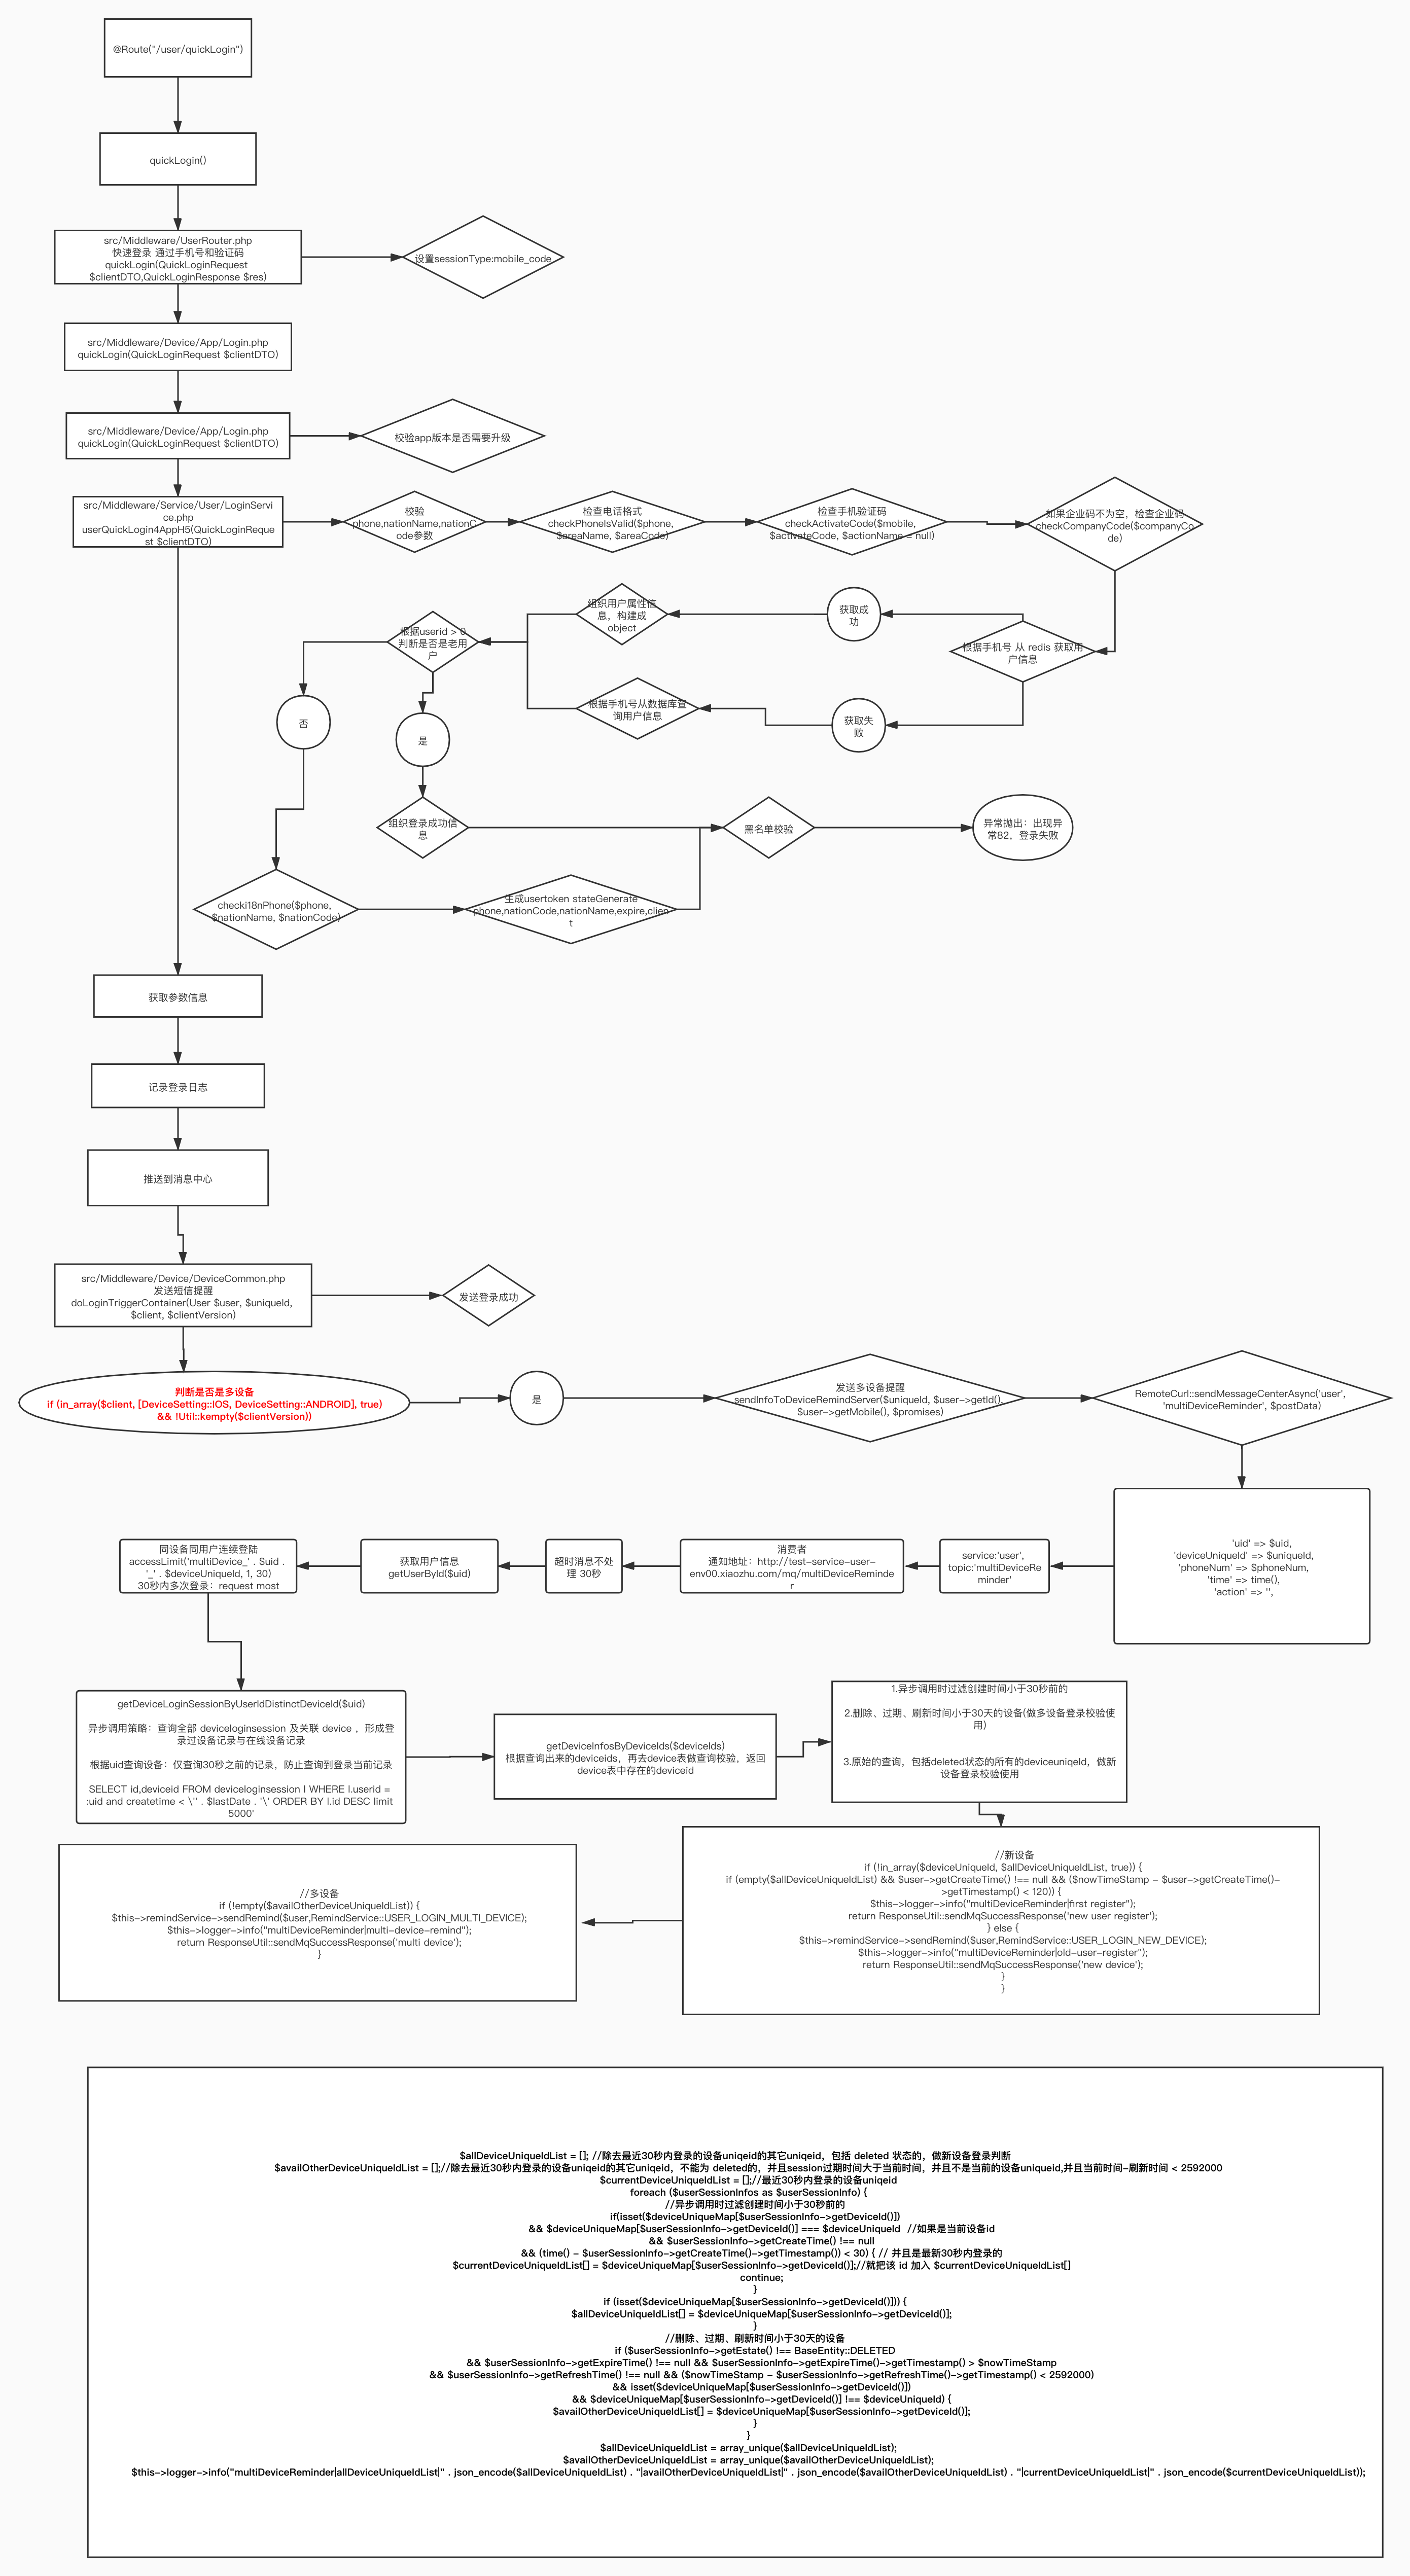 @Route("/user/quickLogin")
quickLogin()
src/Middleware/UserRouter.php
快速登录 通过手机号和验证码
quickLogin(QuickLoginRequest
$clientDTO,QuickLoginResponse $res)
设置sessionType:mobile_code
src/Middleware/Device/App/Login.php
quickLogin(QuickLoginRequest $clientDTO)
src/Middleware/Device/App/Login.php
quickLogin(QuickLoginRequest $clientDTO)
校验app版本是否需要升级
src/Middleware/Service/User/LoginServi
ce.php
userQuickLogin4AppH5(QuickLoginReque
st $clientDTO)
校验
phone,nationName,nationC
ode参数
检查电话格式
checkPhoneIsValid($phone,
$areaName, $areaCode)
检查手机验证码
checkActivateCode($mobile,
$activateCode, $actionName = null)
如果企业码不为空，检查企业码
checkCompanyCode($companyCo
de)
组织用户属性信
息，构建成
object
获取成
功
根据手机号 从 redis 获取用
户信息
根据userid > 0
判断是否是老用
户
根据手机号从数据库查
询用户信息
获取失
败
否
是
组织登录成功信
息
黑名单校验
异常抛出：出现异
常82，登录失败
checki18nPhone($phone,
$nationName, $nationCode)
生成usertoken stateGenerate
phone,nationCode,nationName,expire,clien
t
获取参数信息
记录登录日志
推送到消息中心
src/Middleware/Device/DeviceCommon.php
发送短信提醒
doLoginTriggerContainer(User $user, $uniqueId,
$client, $clientVersion)
发送登录成功
判断是否是多设备
if (in_array($client, [DeviceSetting::IOS, DeviceSetting::ANDROID], true)
&& !Util::kempty($clientVersion))
是
发送多设备提醒
sendInfoToDeviceRemindServer($uniqueId, $user->getId(),
$user->getMobile(), $promises)
RemoteCurl::sendMessageCenterAsync('user',
'multiDeviceReminder', $postData)
'uid' => $uid,
'deviceUniqueId' => $uniqueId,
'phoneNum' => $phoneNum,
'time' => time(),
'action' => '',
service:'user',
topic:'multiDeviceRe
minder'
消费者
通知地址：http://test-service-user-
env00.xiaozhu.com/mq/multiDeviceReminde
r
超时消息不处
理 30秒
获取用户信息
getUserById($uid)
同设备同用户连续登陆
accessLimit('multiDevice_' . $uid .
'_' . $deviceUniqueId, 1, 30)
30秒内多次登录：request most
getDeviceLoginSessionByUserIdDistinctDeviceId($uid)
异步调用策略：查询全部 deviceloginsession 及关联 device ，形成登
录过设备记录与在线设备记录
根据uid查询设备：仅查询30秒之前的记录，防止查询到登录当前记录
SELECT id,deviceid FROM deviceloginsession l WHERE l.userid =
:uid and createtime < \'' . $lastDate . '\' ORDER BY l.id DESC limit
5000'
getDeviceInfosByDeviceIds($deviceIds)
根据查询出来的deviceids，再去device表做查询校验，返回
device表中存在的deviceid
1.异步调用时过滤创建时间小于30秒前的
2.删除、过期、刷新时间小于30天的设备(做多设备登录校验使
用)
3.原始的查询，包括deleted状态的所有的deviceuniqeId，做新
设备登录校验使用
//新设备
if (!in_array($deviceUniqueId, $allDeviceUniqueIdList, true)) {
if (empty($allDeviceUniqueIdList) && $user->getCreateTime() !== null && ($nowTimeStamp - $user->getCreateTime()-
>getTimestamp() < 120)) {
$this->logger->info("multiDeviceReminder|first register");
return ResponseUtil::sendMqSuccessResponse('new user register');
} else {
$this->remindService->sendRemind($user,RemindService::USER_LOGIN_NEW_DEVICE);
$this->logger->info("multiDeviceReminder|old-user-register");
return ResponseUtil::sendMqSuccessResponse('new device');
}
}
//多设备
if (!empty($availOtherDeviceUniqueIdList)) {
$this->remindService->sendRemind($user,RemindService::USER_LOGIN_MULTI_DEVICE);
$this->logger->info("multiDeviceReminder|multi-device-remind");
return ResponseUtil::sendMqSuccessResponse('multi device');
}
$allDeviceUniqueIdList = []; //除去最近30秒内登录的设备uniqeid的其它uniqeid，包括 deleted 状态的，做新设备登录判断
$availOtherDeviceUniqueIdList = [];//除去最近30秒内登录的设备uniqeid的其它uniqeid，不能为 deleted的，并且session过期时间大于当前时间，并且不是当前的设备uniqueid,并且当前时间-刷新时间 < 2592000
$currentDeviceUniqueIdList = [];//最近30秒内登录的设备uniqeid
foreach ($userSessionInfos as $userSessionInfo) {
//异步调用时过滤创建时间小于30秒前的
if(isset($deviceUniqueMap[$userSessionInfo->getDeviceId()])
&& $deviceUniqueMap[$userSessionInfo->getDeviceId()] === $deviceUniqueId //如果是当前设备id
&& $userSessionInfo->getCreateTime() !== null
&& (time() - $userSessionInfo->getCreateTime()->getTimestamp()) < 30) { // 并且是最新30秒内登录的
$currentDeviceUniqueIdList[] = $deviceUniqueMap[$userSessionInfo->getDeviceId()];//就把该 id 加入 $currentDeviceUniqueIdList[]
continue;
}
if (isset($deviceUniqueMap[$userSessionInfo->getDeviceId()])) {
$allDeviceUniqueIdList[] = $deviceUniqueMap[$userSessionInfo->getDeviceId()];
}
//删除、过期、刷新时间小于30天的设备
if ($userSessionInfo->getEstate() !== BaseEntity::DELETED
&& $userSessionInfo->getExpireTime() !== null && $userSessionInfo->getExpireTime()->getTimestamp() > $nowTimeStamp
&& $userSessionInfo->getRefreshTime() !== null && ($nowTimeStamp - $userSessionInfo->getRefreshTime()->getTimestamp() < 2592000)
&& isset($deviceUniqueMap[$userSessionInfo->getDeviceId()])
&& $deviceUniqueMap[$userSessionInfo->getDeviceId()] !== $deviceUniqueId) {
$availOtherDeviceUniqueIdList[] = $deviceUniqueMap[$userSessionInfo->getDeviceId()];
}
}
$allDeviceUniqueIdList = array_unique($allDeviceUniqueIdList);
$availOtherDeviceUniqueIdList = array_unique($availOtherDeviceUniqueIdList);
$this->logger->info("multiDeviceReminder|allDeviceUniqueIdList|" . json_encode($allDeviceUniqueIdList) . "|availOtherDeviceUniqueIdList|" . json_encode($availOtherDeviceUniqueIdList) . "|currentDeviceUniqueIdList|" . json_encode($currentDeviceUniqueIdList));